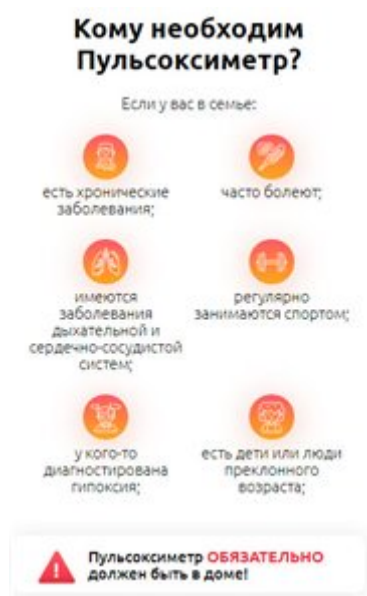 Кому необходим
Пульсоксиметр?
Если у вас в семье:
есть хронические
заболевания;
часто болеют;
имеются
заболевания
дыхательной и
сердечно-сосудистой
систем;
регулярно
занимаются спортом;
у кого-то
диагностирована
гипоксия;
есть дети или люди
преклонного
возраста;
Пульсоксиметр ОБЯЗАТЕЛЬНО
должен быть в доме!